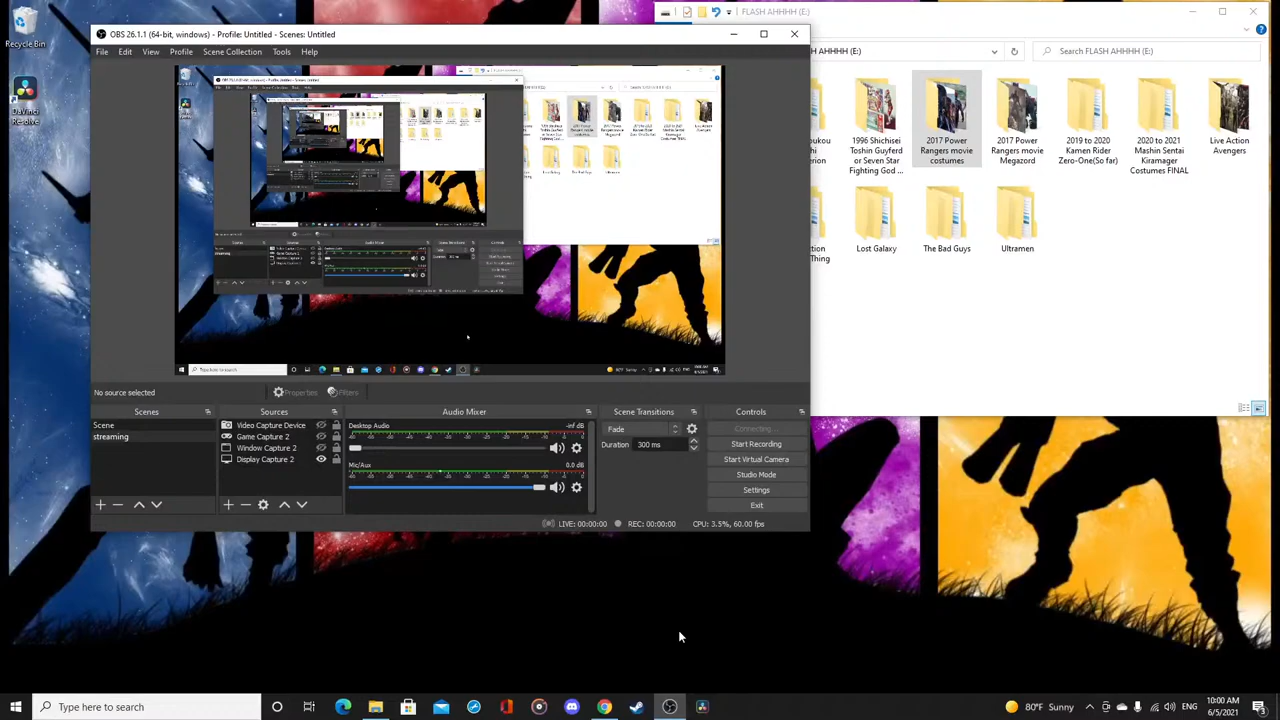 FLASH AHHHH (E:)
OBS 26.1.1 (64-bit, windows) - Profile: Untitled - Scenes: Untitled
Recycle Bin
File Edit View Profile Scene Collection Tools Help
H AHHHH (E:)
Search FLASH AHHHH (E:)
1996 Shichisei Toshin Guyferd or Seven Star Fighting God ...
2017 Power Rangers movie costumes
2017 Power Rangers movie Megazord
2019 to 2020 Kamen Rider Zero-One(So far)
2020 to 2021 Mashin Sentai Kiramager Costumes FINAL
Live Action Avengers
Thing
Lost Galaxy
The Bad Guys
Ultramen
DaVinci Resolve
No source selected
Properties
Filters
Scenes
Sources
Audio Mixer
Scene Transitions
Controls
Scene
streaming
Video Capture Device
Game Capture 2
Window Capture 2
Display Capture 2
Desktop Audio
-inf dB
Mic/Aux
0.0 dB
Fade
Duration
300 ms
Connecting...
Start Recording
Start Virtual Camera
Studio Mode
Settings
Exit
LIVE: 00:00:00
REC: 00:00:00
CPU: 3.5%, 60.00 fps
Type here to search
80°F Sunny
10:00 AM
6/5/2021